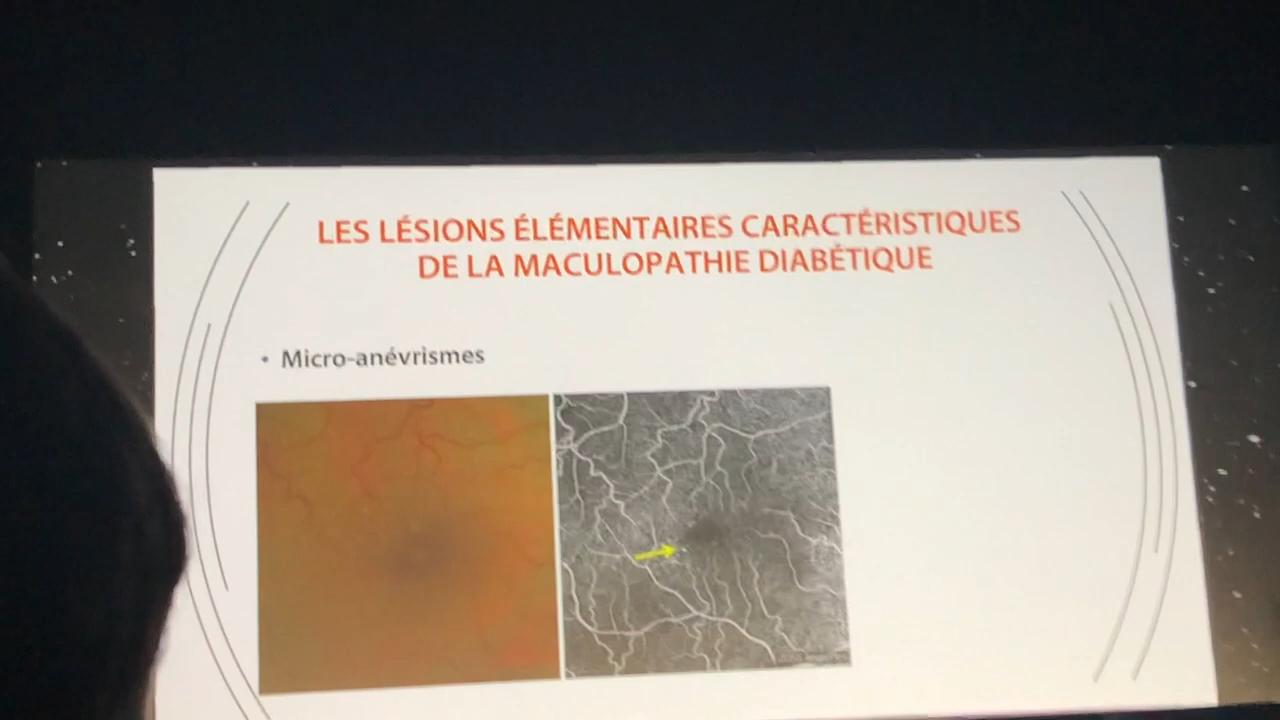 LES LÉSIONS ÉLÉMENTAIRES CARACTÉRISTIQUES
DE LA MACULOPATHIE DIABÉTIQUE
• Micro-anévrismes